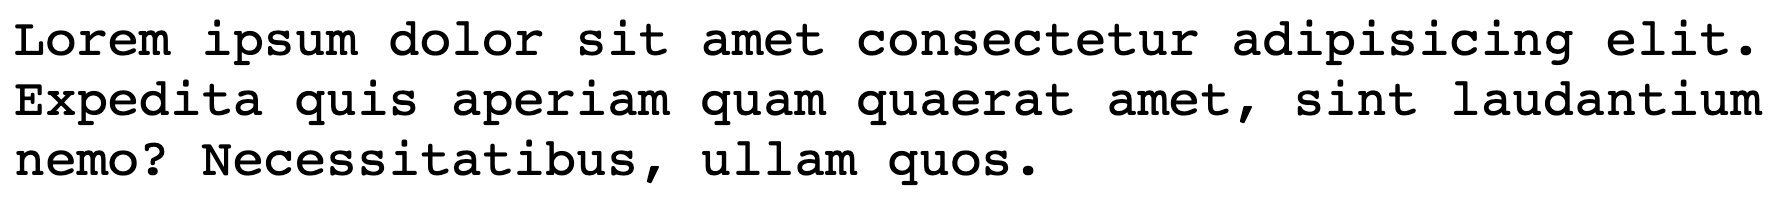 Lorem ipsum dolor sit amet consectetur adipisicing elit.
Expedita quis aperiam quam quaerat amet, sint laudantium
nemo? Necessitatibus, ullam quos.